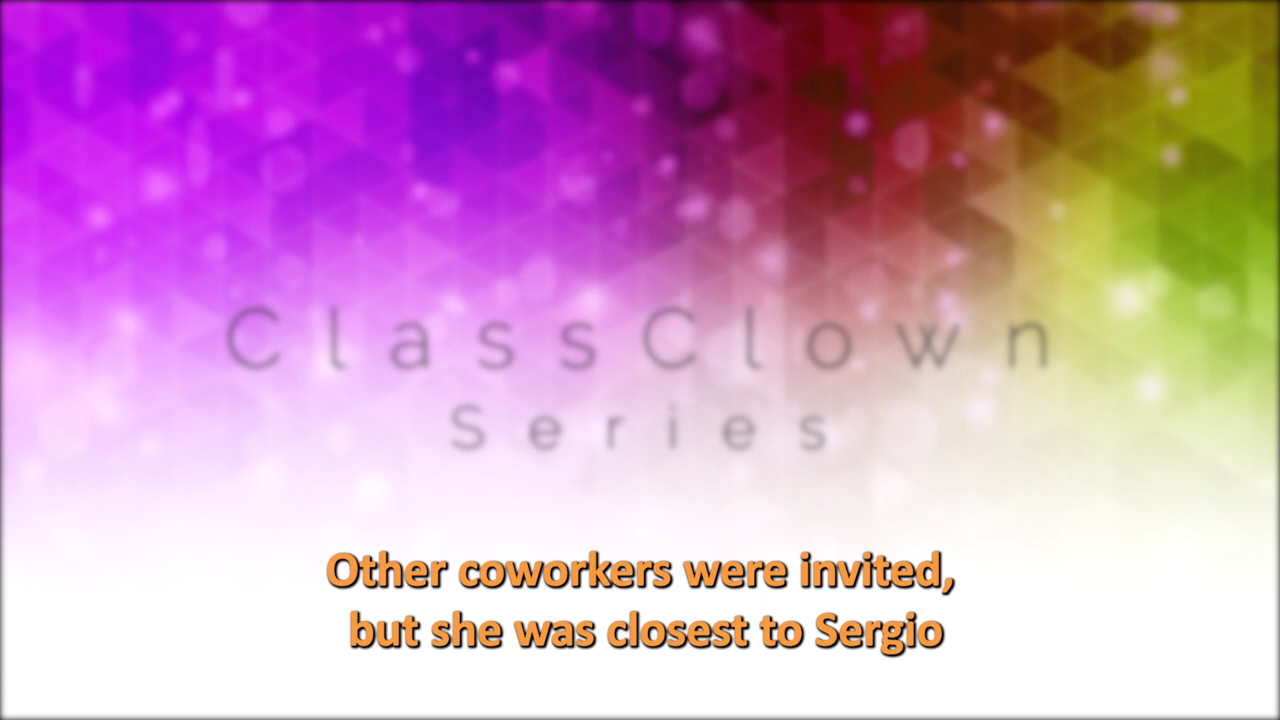 ClassClown
Series
Other coworkers were invited,
but she was closest to Sergio